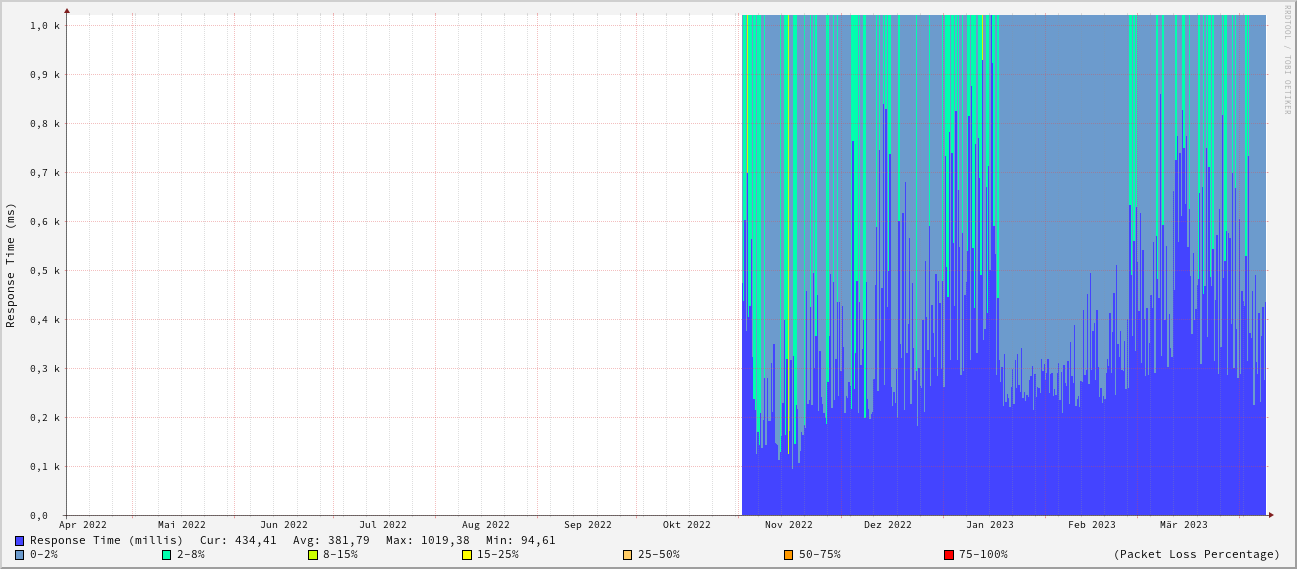 RRDTOOL / TOBI OETIKER
Response Time (ms)
1,0 k
0,9 k
0,8 k
0,7 k
0,6 k
0,5 k
0,4 k
0,3 k
0,2 k
0,1 k
0,0
Apr 2022 Mai 2022 Jun 2022 Jul 2022 Aug 2022 Sep 2022 Okt 2022 Nov 2022 Dez 2022 Jan 2023 Feb 2023 Mär 2023
Response Time (millis) Cur: 434,41 Avg: 381,79 Max: 1019,38 Min: 94,61
0-2% 2-8% 8-15% 15-25% 25-50% 50-75% 75-100% (Packet Loss Percentage)